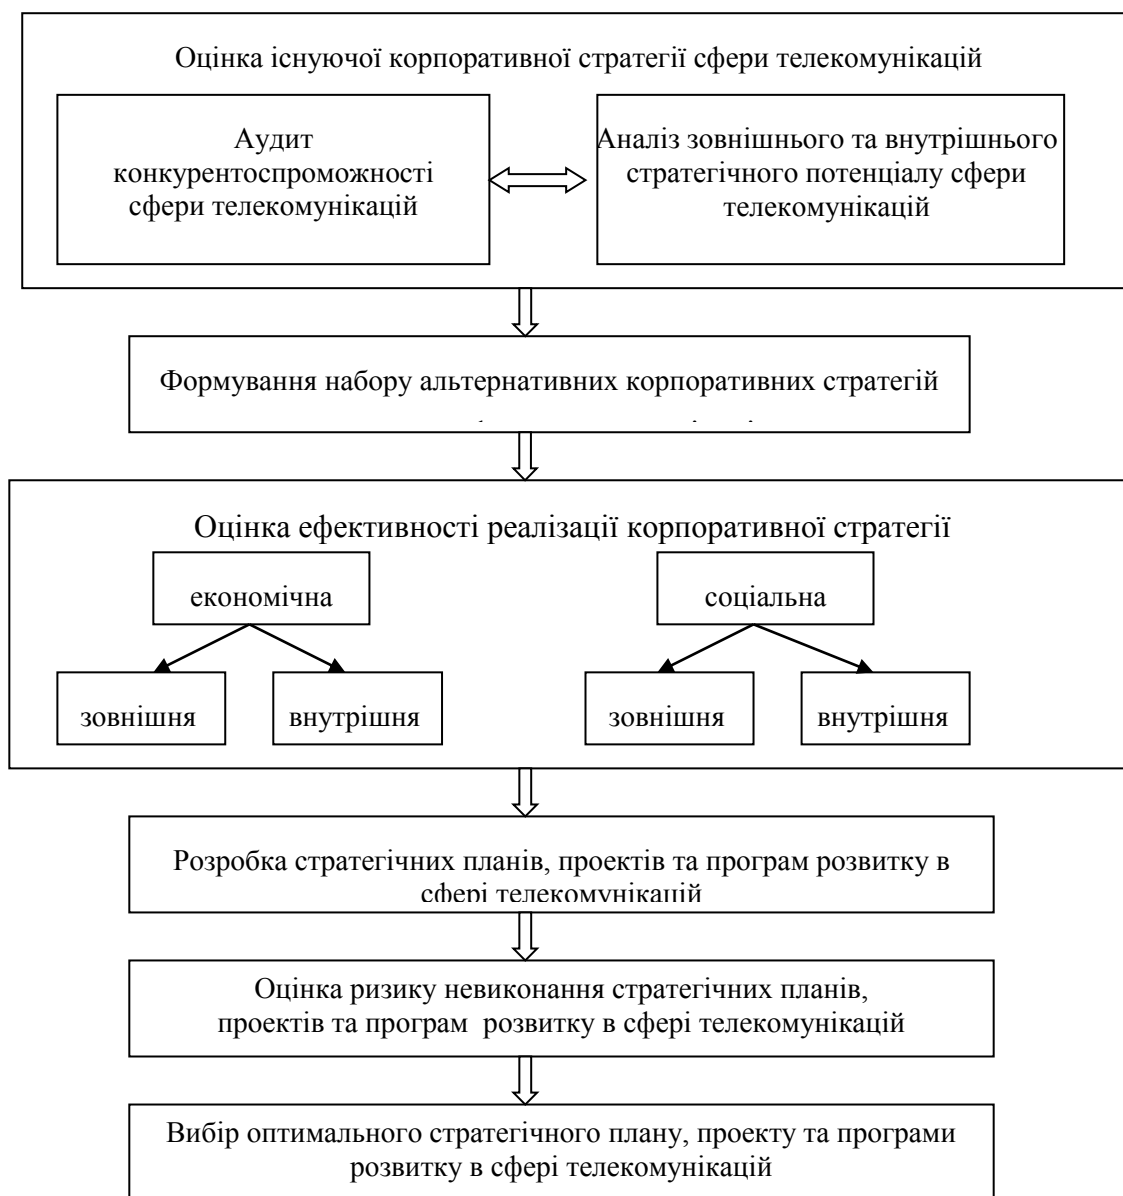 Оцінка існуючої корпоративної стратегії сфери телекомунікацій
Аудит
конкурентоспроможності
сфери телекомунікацій
Аналіз зовнішнього та внутрішнього
стратегічного потенціалу сфери
телекомунікацій
Формування набору альтернативних корпоративних стратегій
Оцінка ефективності реалізації корпоративної стратегії
економічна
соціальна
зовнішня
внутрішня
зовнішня
внутрішня
Розробка стратегічних планів, проектів та програм розвитку в
сфері телекомунікацій
Оцінка ризику невиконання стратегічних планів,
проектів та програм розвитку в сфері телекомунікацій
Вибір оптимального стратегічного плану, проекту та програми
розвитку в сфері телекомунікацій